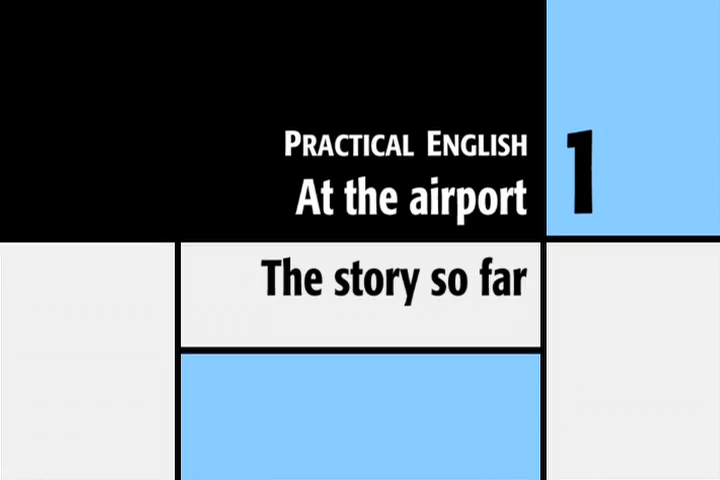 PRACTICAL ENGLISH
At the airport
1
The story so far